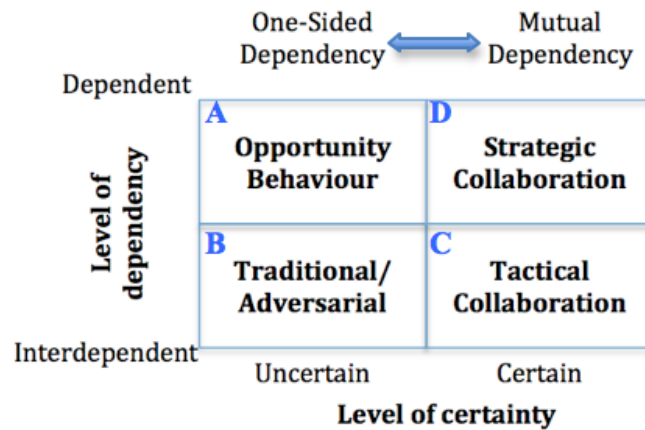 One-Sided Dependency
Mutual Dependency
Dependent
Level of dependency
A
Opportunity Behaviour
D
Strategic Collaboration
B
Traditional/ Adversarial
C
Tactical Collaboration
Interdependent
Uncertain
Certain
Level of certainty